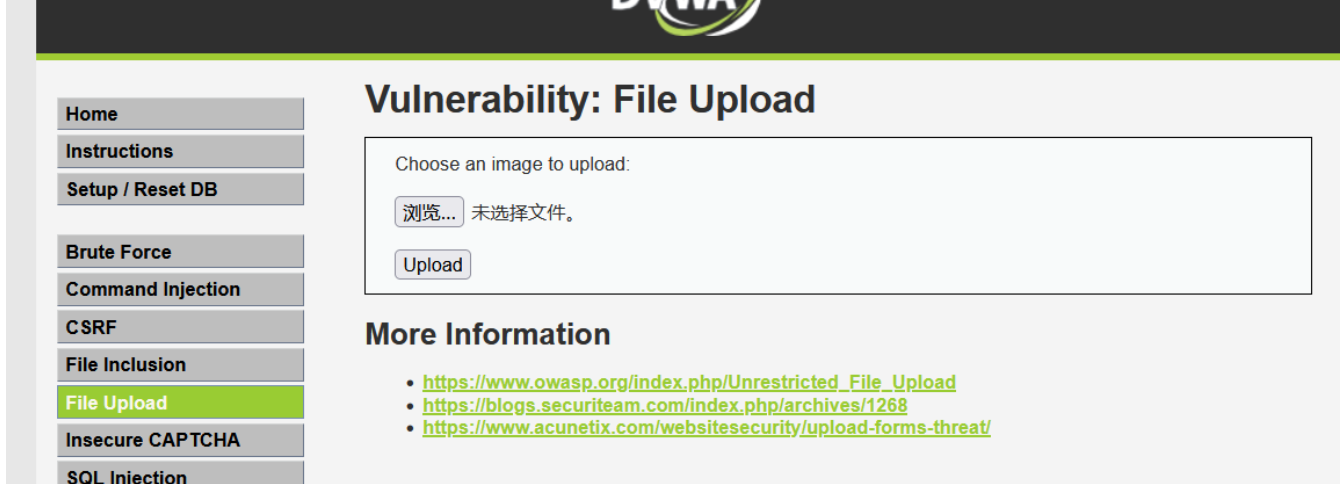 DVWA
Home
Instructions
Setup / Reset DB
Brute Force
Command Injection
CSRF
File Inclusion
File Upload
Insecure CAPTCHA
SQL Injection
Vulnerability: File Upload
Choose an image to upload:
浏览... 未选择文件。
Upload
More Information
https://www.owasp.org/index.php/Unrestricted_File_Upload
https://blogs.securiteam.com/index.php/archives/1268
https://www.acunetix.com/websitesecurity/upload-forms-threat/